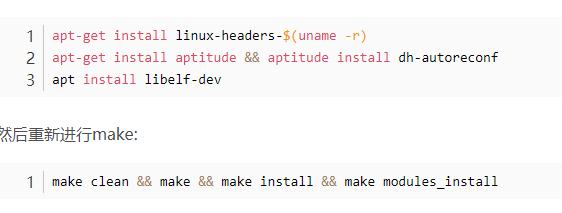 1 apt-get install linux-headers-$(uname -r)
2 apt-get install aptitude && aptitude install dh-autoreconf
3 apt install libelf-dev
然后重新进行make:
1 make clean && make && make install && make modules_install